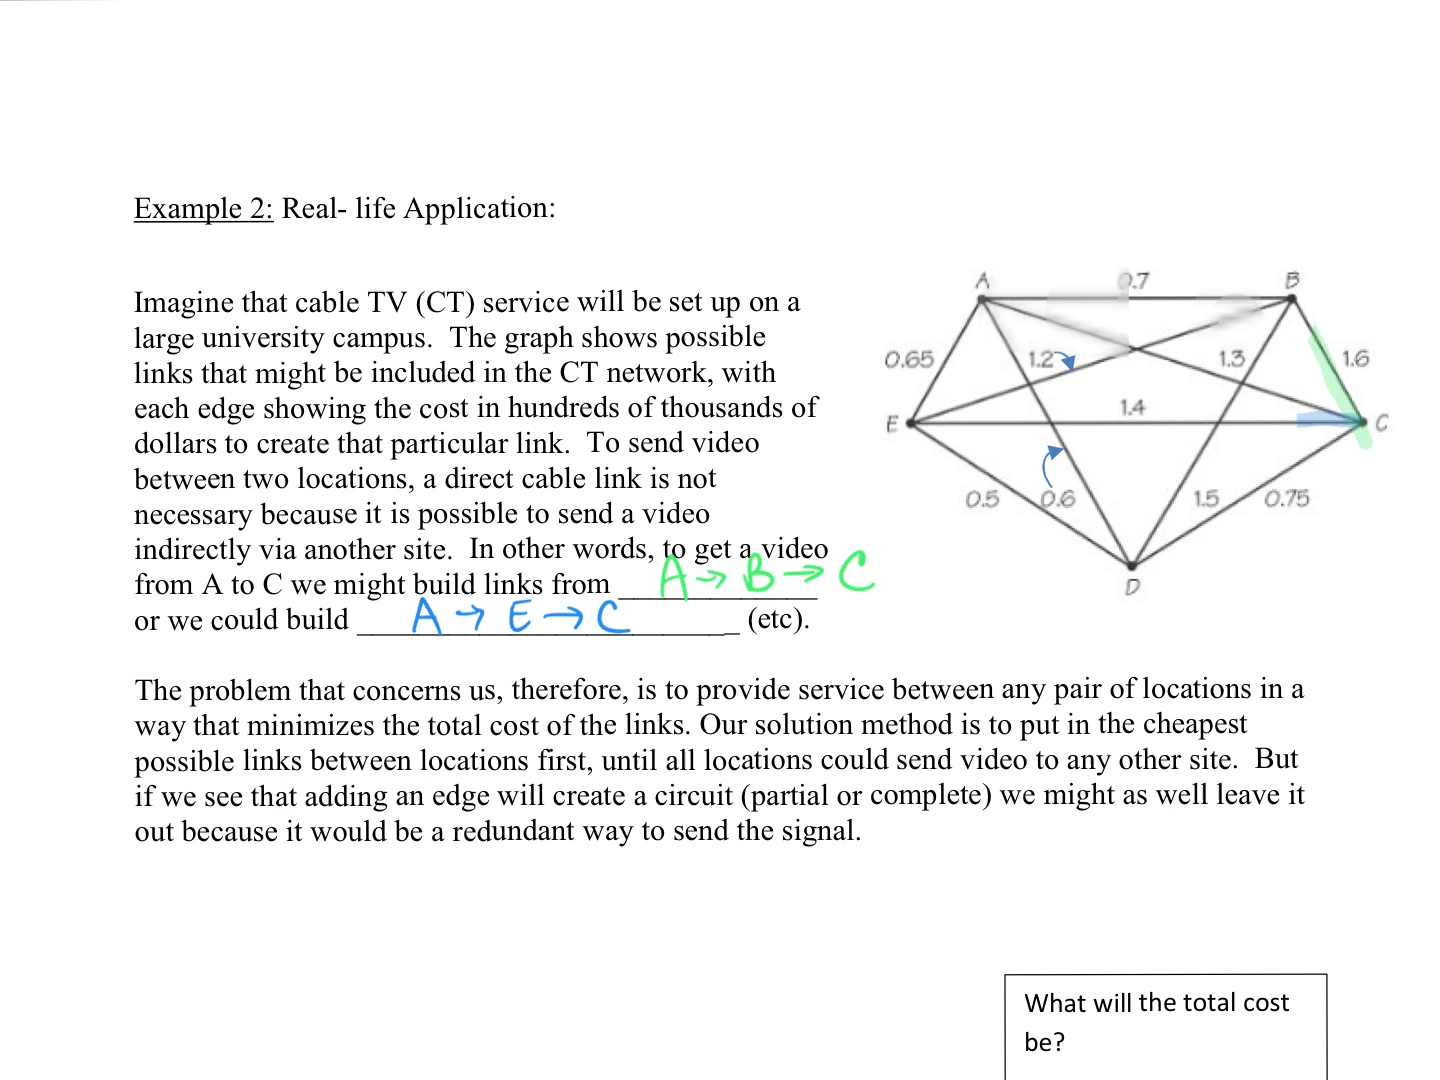 Example 2: Real- life Application:
Imagine that cable TV (CT) service will be set up on a
large university campus.  The graph shows possible
links that might be included in the CT network, with
each edge showing the cost in hundreds of thousands of
dollars to create that particular link.  To send video
between two locations, a direct cable link is not
necessary because it is possible to send a video
indirectly via another site.  In other words, to get a video
from A to C we might build links from A → B → C
or we could build A → E → C (etc).
A 0.7 B
0.65 1.2 1.3 1.6
E 1.4 C
0.5 0.6 1.5 0.75
D
The problem that concerns us, therefore, is to provide service between any pair of locations in a
way that minimizes the total cost of the links. Our solution method is to put in the cheapest
possible links between locations first, until all locations could send video to any other site.  But
if we see that adding an edge will create a circuit (partial or complete) we might as well leave it
out because it would be a redundant way to send the signal.
What will the total cost
be?